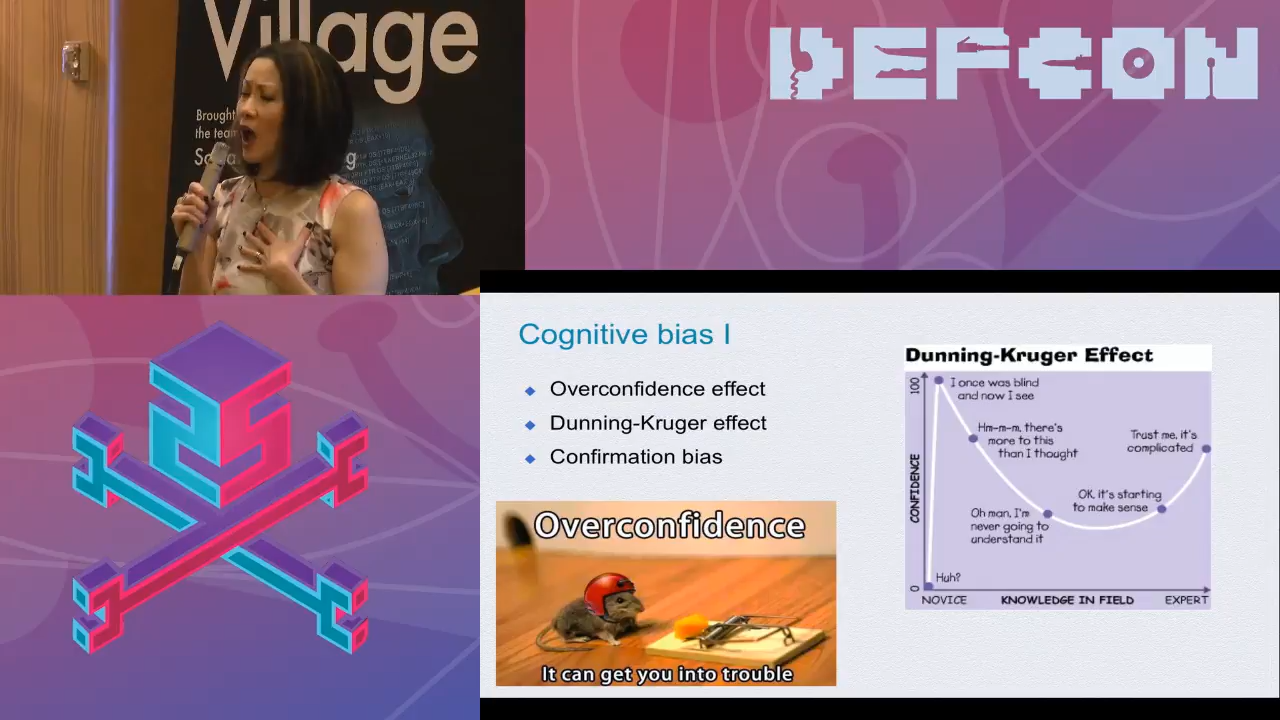 Village
Brought
the team
DEFCON
Cognitive bias I
Overconfidence effect
Dunning-Kruger effect
Confirmation bias
Overconfidence
It can get you into trouble
Dunning-Kruger Effect
100
I once was blind
and now I see
Hm-m-m, there's
more to this
than I thought
Trust me, it's
complicated
OK, it's starting
to make sense
Oh man, I'm
never going to
understand it
Huh?
CONFIDENCE
0
NOVICE KNOWLEDGE IN FIELD EXPERT